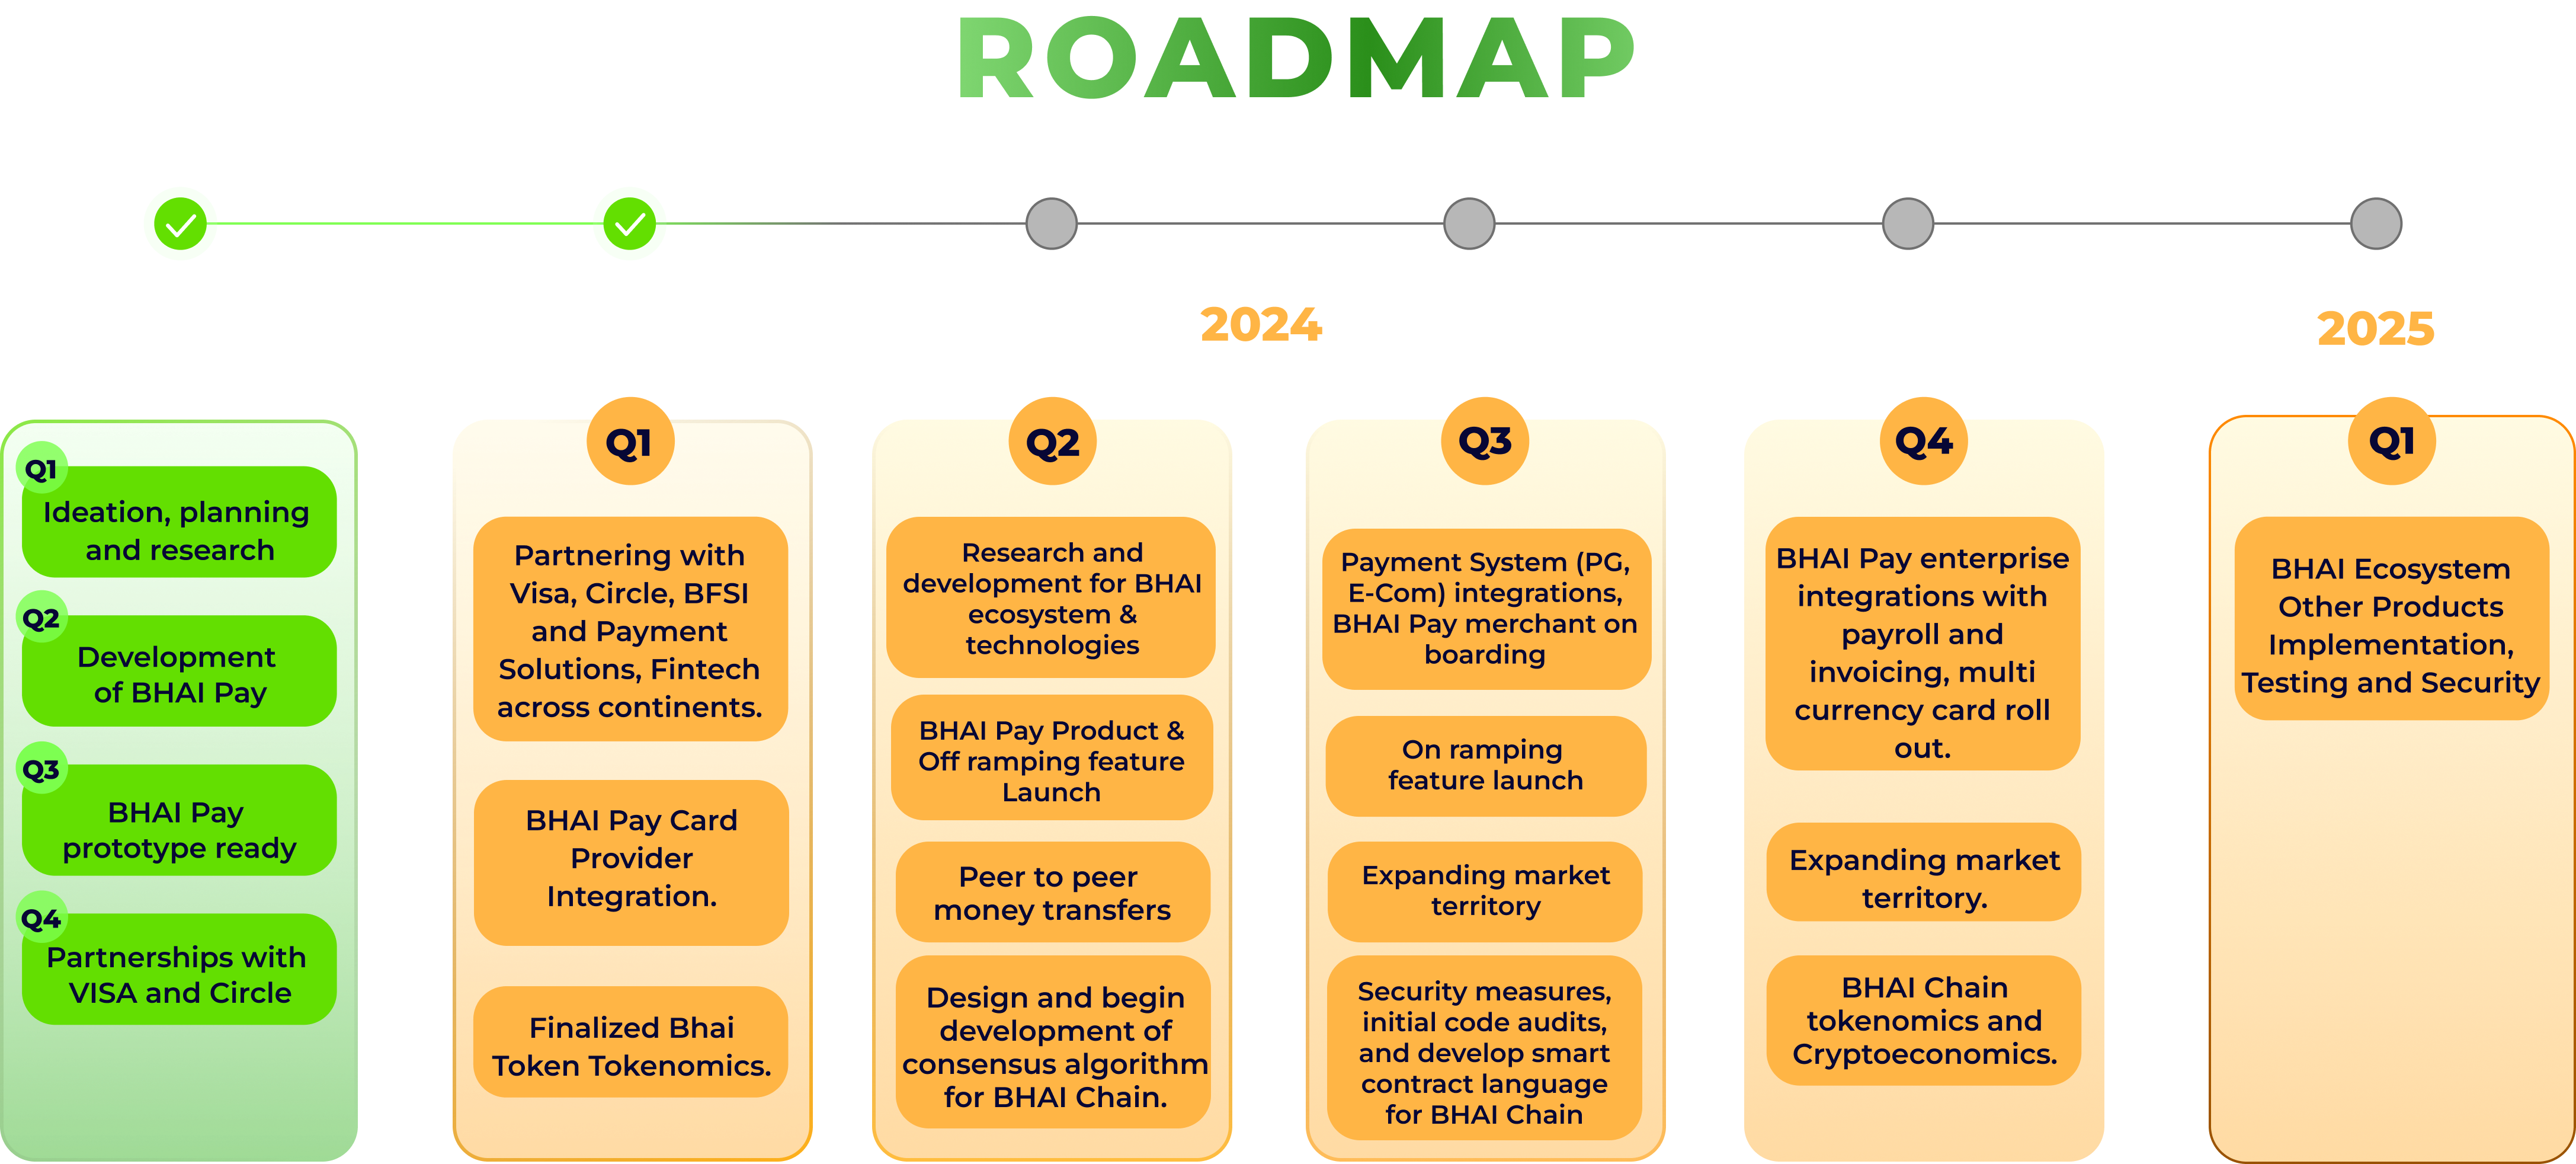 ROADMAP
2024
2025
Q1
Ideation, planning
and research
Q2
Development
of BHAI Pay
Q3
BHAI Pay
prototype ready
Q4
Partnerships with
VISA and Circle
Q1
Partnering with
Visa, Circle, BFSI
and Payment
Solutions, Fintech
across continents.
BHAI Pay Card
Provider
Integration.
Finalized Bhai
Token Tokenomics.
Q2
Research and
development for BHAI
ecosystem &
technologies
BHAI Pay Product &
Off ramping feature
Launch
Peer to peer
money transfers
Design and begin
development of
consensus algorithm
for BHAI Chain.
Q3
Payment System (PG,
E-Com) integrations,
BHAI Pay merchant on
boarding
On ramping
feature launch
Expanding market
territory
Security measures,
initial code audits,
and develop smart
contract language
for BHAI Chain
Q4
BHAI Pay enterprise
integrations with
payroll and
invoicing, multi
currency card roll
out.
Expanding market
territory.
BHAI Chain
tokenomics and
Cryptoeconomics.
Q1
BHAI Ecosystem
Other Products
Implementation,
Testing and Security